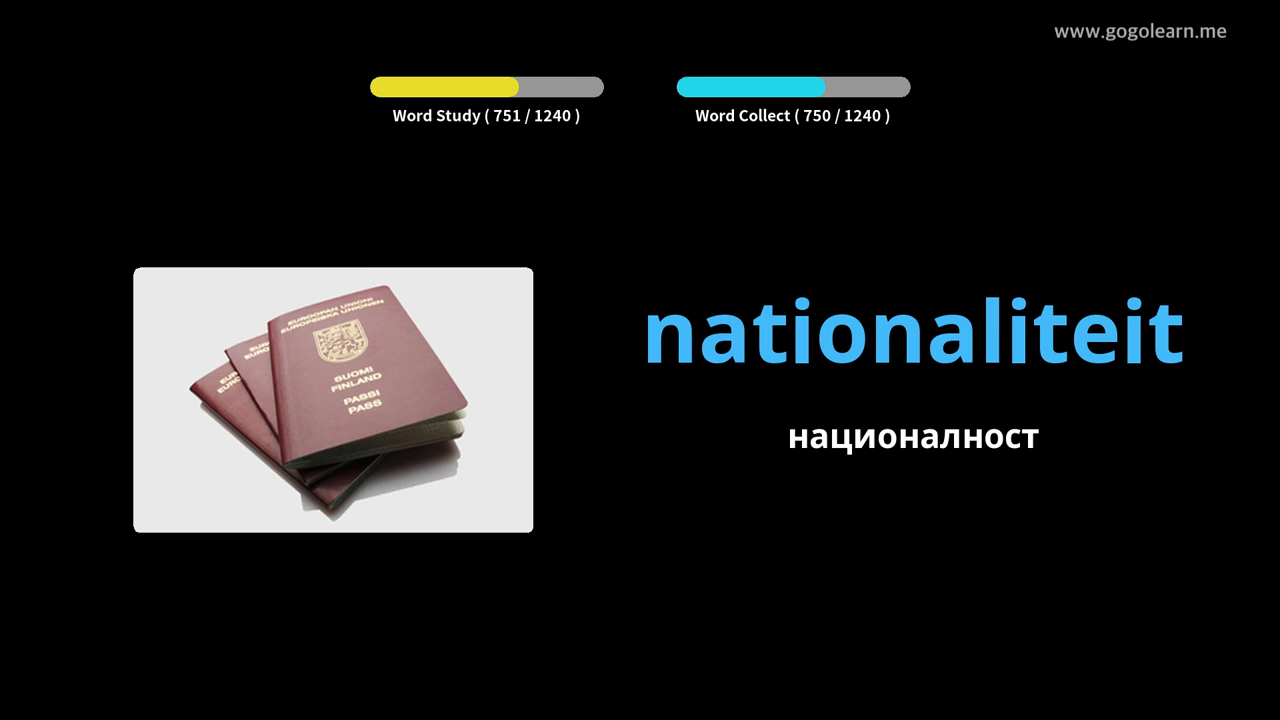 www.gogolearn.me
Word Study ( 751 / 1240 )
Word Collect ( 750 / 1240 )
EUROOPAN UNIONI
EUROPEISKA UNIONEN
SUOMI
FINLAND
PASSI
PASS
nationaliteit
националност